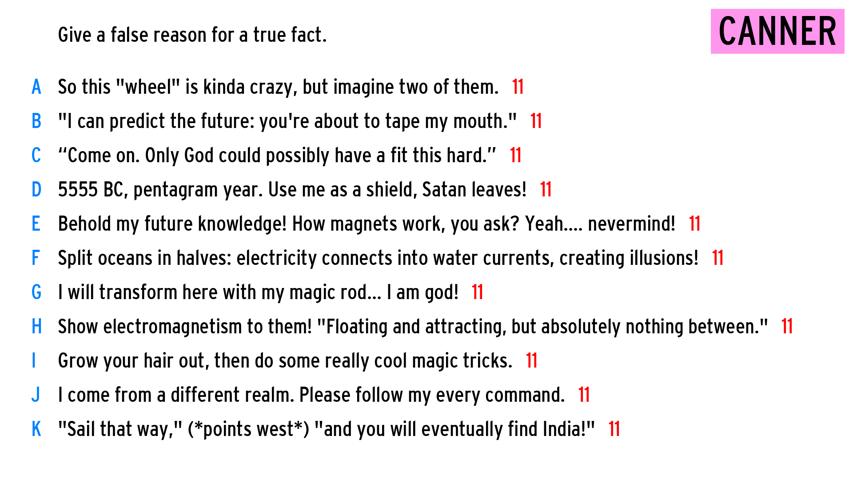 Give a false reason for a true fact.
CANNER
A So this "wheel" is kinda crazy, but imagine two of them. 11
B "I can predict the future: you're about to tape my mouth." 11
C “Come on. Only God could possibly have a fit this hard.” 11
D 5555 BC, pentagram year. Use me as a shield, Satan leaves! 11
E Behold my future knowledge! How magnets work, you ask? Yeah.... nevermind! 11
F Split oceans in halves: electricity connects into water currents, creating illusions! 11
G I will transform here with my magic rod... I am god! 11
H Show electromagnetism to them! "Floating and attracting, but absolutely nothing between." 11
I Grow your hair out, then do some really cool magic tricks. 11
J I come from a different realm. Please follow my every command. 11
K "Sail that way," (*points west*) "and you will eventually find India!" 11